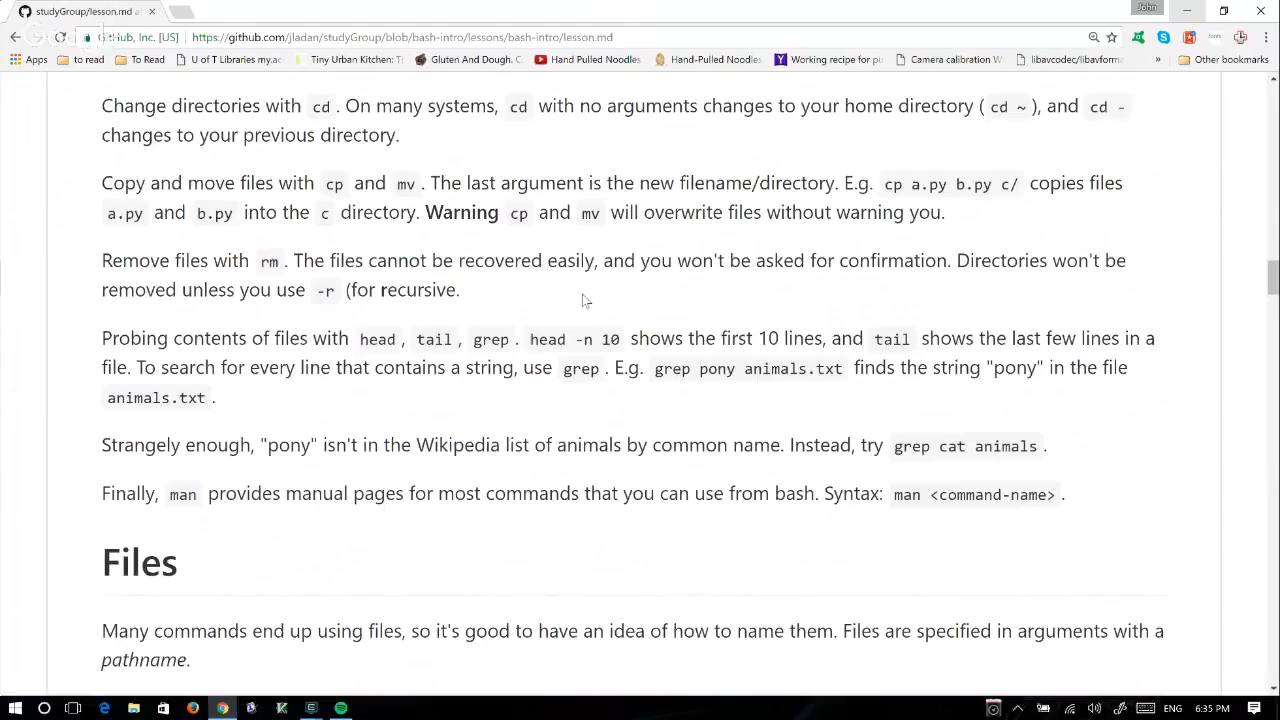 studyGroup/lesson.md a
John
GitHub, Inc. [US] https://github.com/jladan/studyGroup/blob/bash-intro/lessons/bash-intro/lesson.md
Apps to read To Read U of T Libraries my.ac Tiny Urban Kitchen: T Gluten And Dough. C Hand Pulled Noodles Hand-Pulled Noodles Working recipe for pu Camera calibration W libavcodec/libavform » Other bookmarks
Change directories with cd . On many systems, cd with no arguments changes to your home directory ( cd ~ ), and cd -
changes to your previous directory.
Copy and move files with cp and mv . The last argument is the new filename/directory. E.g. cp a.py b.py c/ copies files
a.py and b.py into the c directory. Warning cp and mv will overwrite files without warning you.
Remove files with rm . The files cannot be recovered easily, and you won't be asked for confirmation. Directories won't be
removed unless you use -r (for recursive.
Probing contents of files with head , tail , grep . head -n 10 shows the first 10 lines, and tail shows the last few lines in a
file. To search for every line that contains a string, use grep . E.g. grep pony animals.txt finds the string "pony" in the file
animals.txt .
Strangely enough, "pony" isn't in the Wikipedia list of animals by common name. Instead, try grep cat animals .
Finally, man provides manual pages for most commands that you can use from bash. Syntax: man <command-name> .
Files
Many commands end up using files, so it's good to have an idea of how to name them. Files are specified in arguments with a
pathname.
ENG 6:35 PM